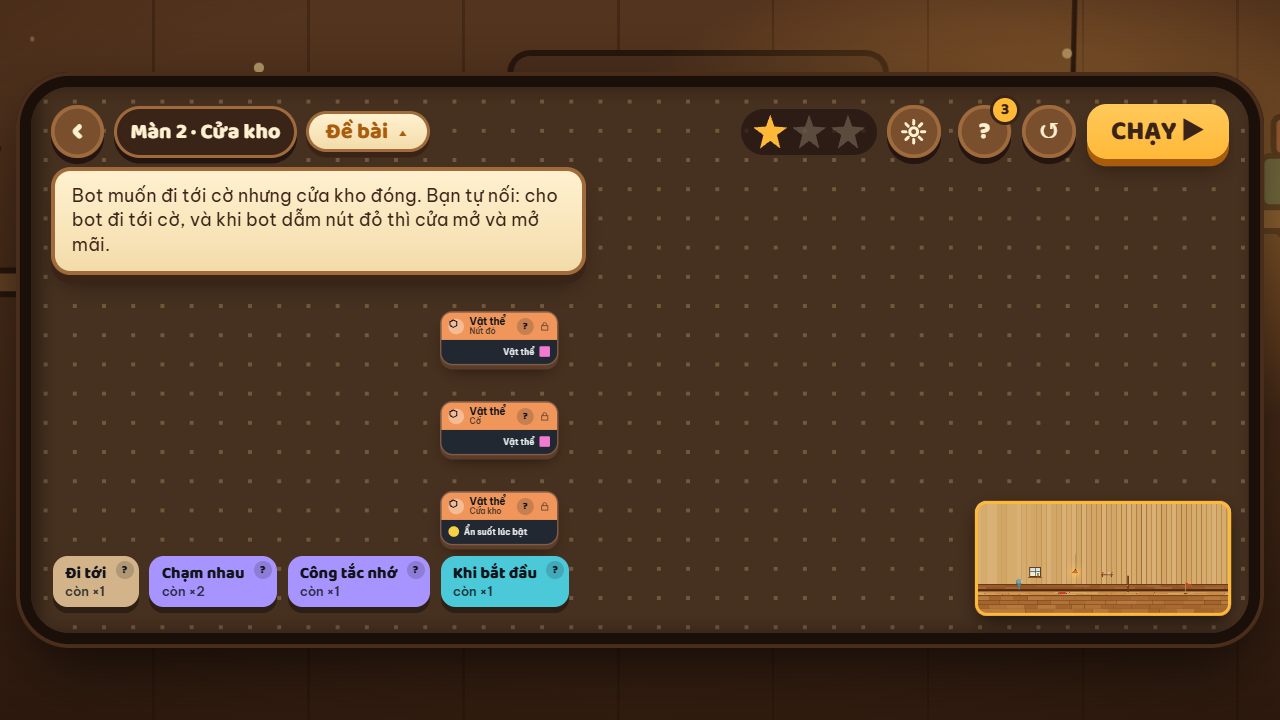 Màn 2 • Cửa kho
Đề bài
3
?
CHẠY
Bot muốn đi tới cờ nhưng cửa kho đóng. Bạn tự nối: cho
bot đi tới cờ, và khi bot dẫm nút đỏ thì cửa mở và mở
mãi.
Vật thể
Nút đỏ
?
Vật thể
Vật thể
Cờ
?
Vật thể
Vật thể
Cửa kho
?
Ẩn suốt lúc bật
Đi tới ?
còn ×1
Chạm nhau ?
còn ×2
Công tắc nhớ ?
còn ×1
Khi bắt đầu ?
còn ×1